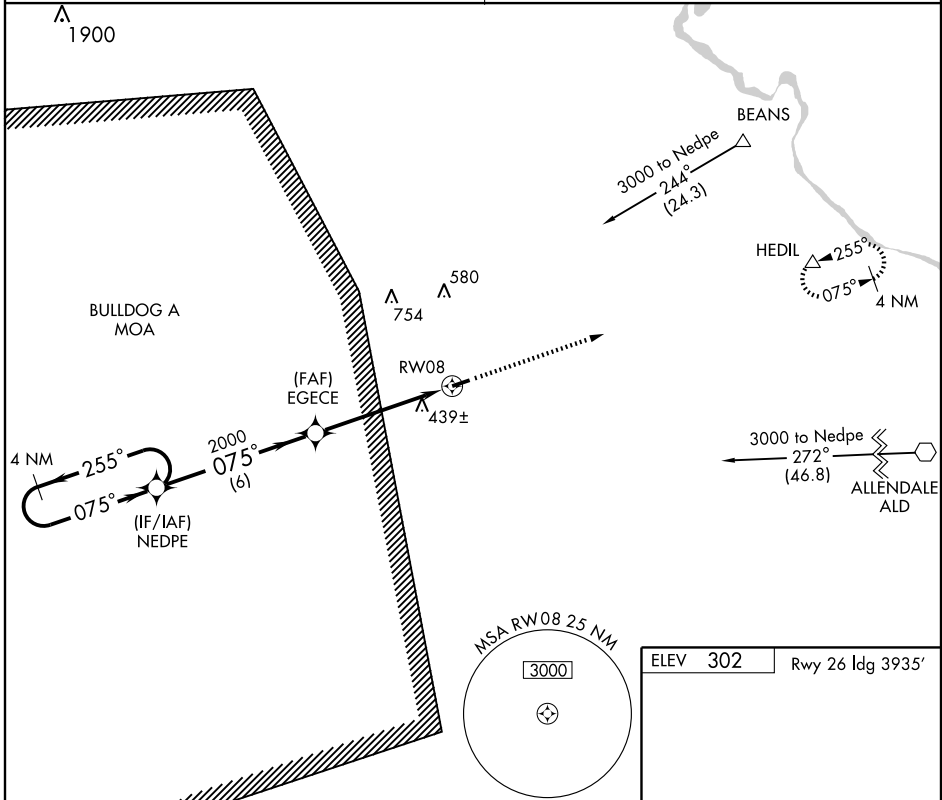 1900
BEANS
3000 to Nedpe
244°
(24.3)
HEDIL
255°
075°
4 NM
BULLDOG A
MOA
580
754
RW08
(FAF)
EGECE
439±
2000
075°
(6)
4 NM
255°
075°
(IF/IAF)
NEDPE
3000 to Nedpe
272°
(46.8)
ALLENDALE
ALD
MSA RW08 25 NM
3000
ELEV 302
Rwy 26 ldg 3935'